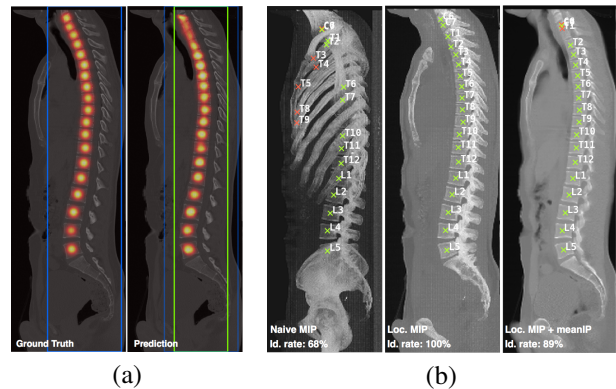 Ground Truth
Prediction
(a)
C6
T1
T2
T3
T4
T5
T6
T7
T8
T9
T10
T11
T12
L1
L2
L3
L4
L5
Naive MIP
Id. rate: 68%
C7
T1
T2
T3
T4
T5
T6
T7
T8
T9
T10
T11
T12
L1
L2
L3
L4
L5
Loc. MIP
Id. rate: 100%
T1
T2
T3
T4
T5
T6
T7
T8
T9
T10
T11
T12
L1
L2
L3
L4
L5
Loc. MIP + meanIP
Id. rate: 89%
(b)